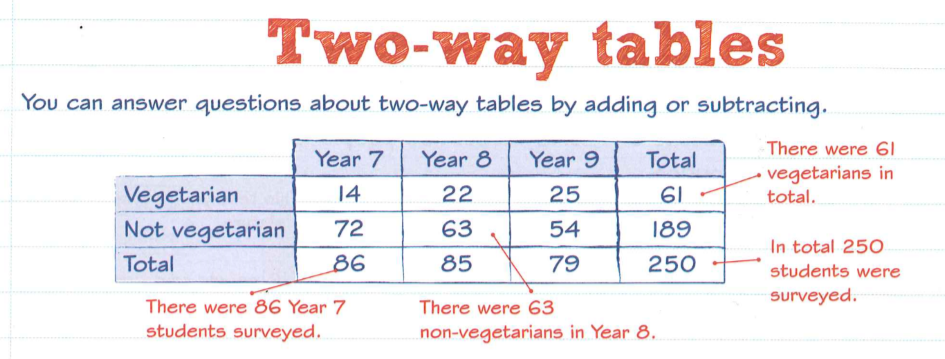 Two-way tables
You can answer questions about two-way tables by adding or subtracting.
Year 7 Year 8 Year 9 Total
Vegetarian 14 22 25 61
Not vegetarian 72 63 54 189
Total 86 85 79 250
There were 61
vegetarians in
total.
In total 250
students were
surveyed.
There were 86 Year 7
students surveyed.
There were 63
non-vegetarians in Year 8.